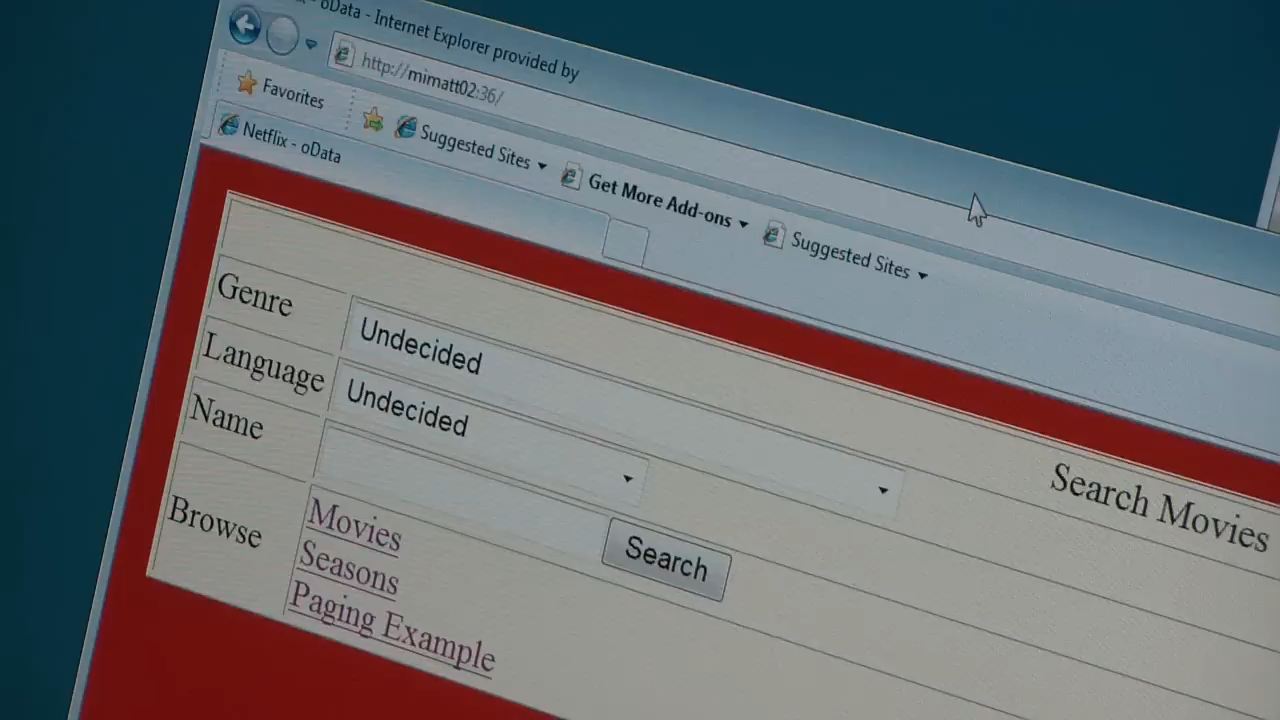 oData - Internet Explorer provided by
http://mimatt02:36/
Favorites
Suggested Sites
Get More Add-ons
Suggested Sites
Netflix - oData
Search Movies
Genre
Undecided
Language
Undecided
Name
Search
Browse
Movies
Seasons
Paging Example